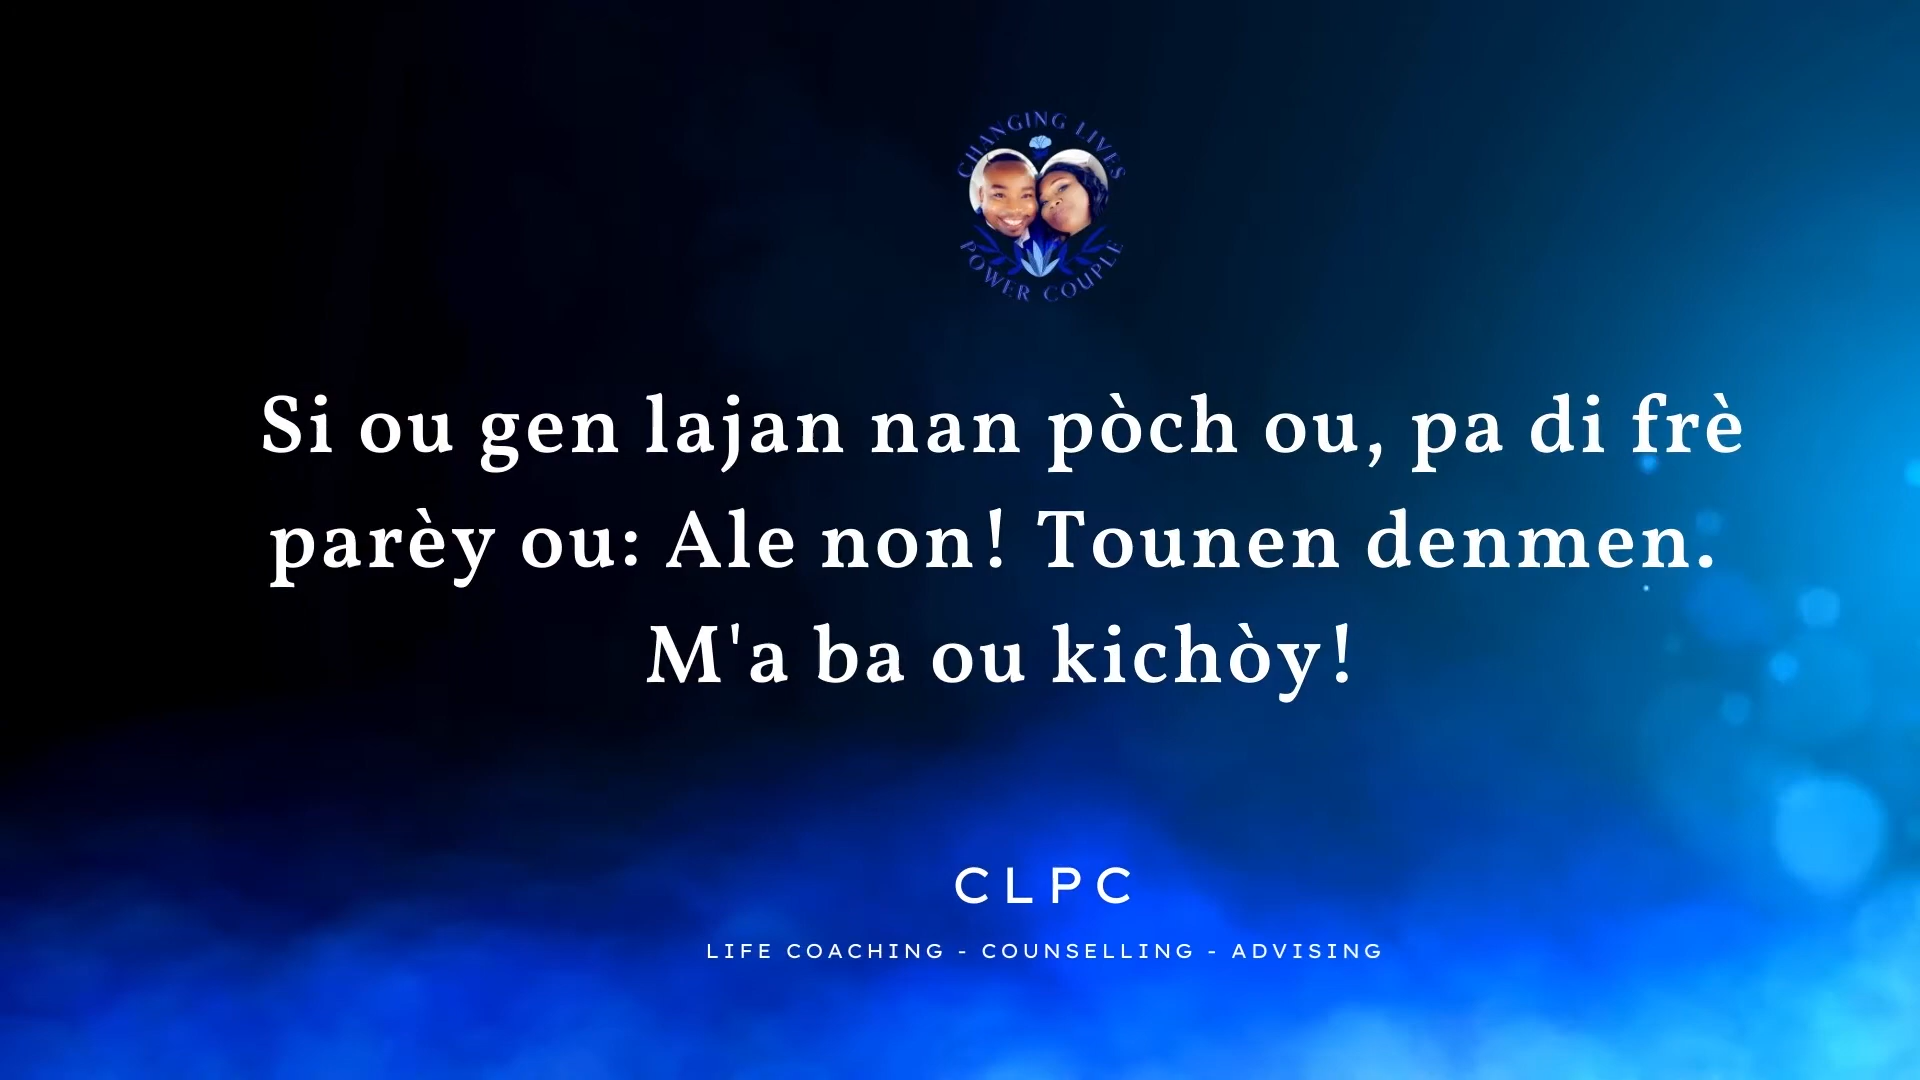 CHANGING LIVES
POWER COUPLE
Si ou gen lajan nan pòch ou, pa di frè
parèy ou: Ale non! Tounen denmen.
M'a ba ou kichòy!
CLPC
LIFE COACHING - COUNSELLING - ADVISING